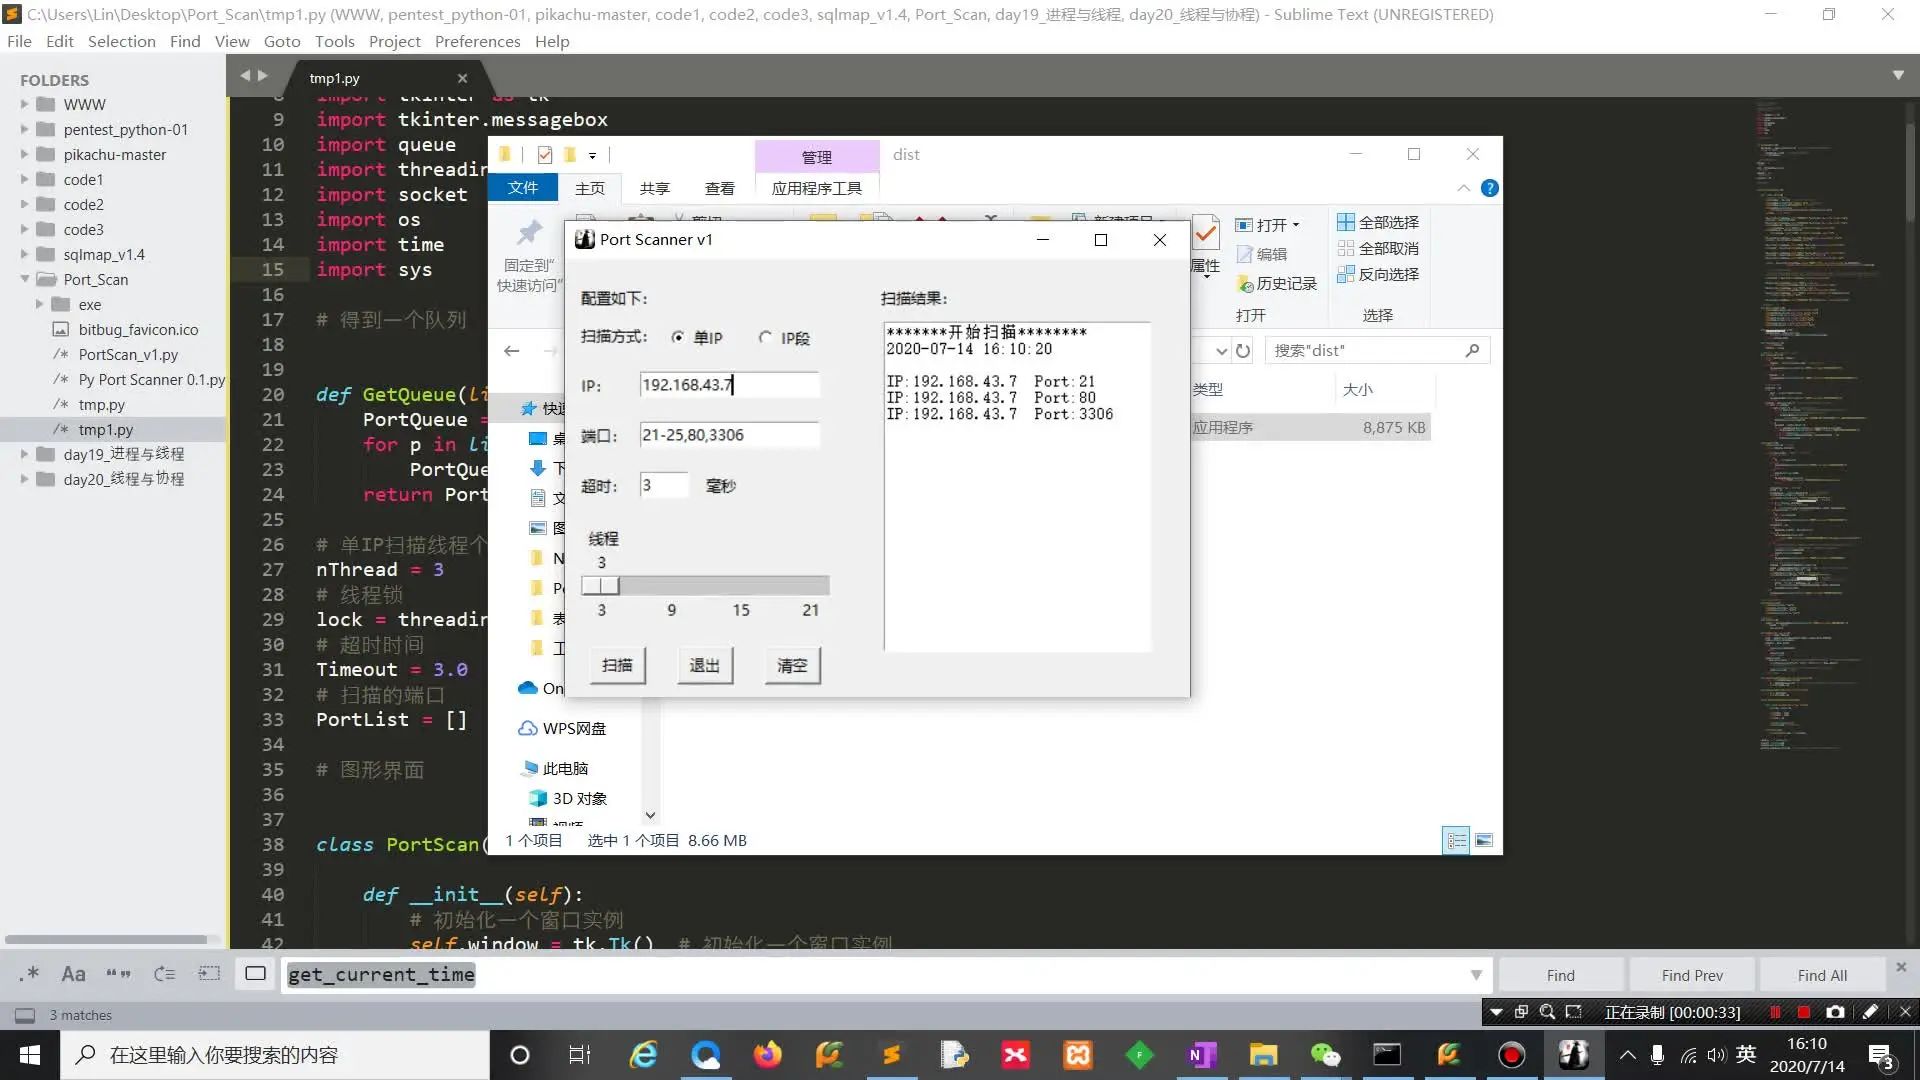 C:\Users\Lin\Desktop\Port_Scan\tmp1.py (WWW, pentest_python-01, pikachu-master, code1, code2, code3, sqlmap_v1.4, Port_Scan, day19_进程与线程, day20_线程与协程) - Sublime Text (UNREGISTERED)
File Edit Selection Find View Goto Tools Project Preferences Help
FOLDERS
WWW
pentest_python-01
pikachu-master
code1
code2
code3
sqlmap_v1.4
Port_Scan
exe
bitbug_favicon.ico
/* PortScan_v1.py
/* Py Port Scanner 0.1.py
/* tmp.py
/* tmp1.py
day19_进程与线程
day20_线程与协程
tmp1.py
8 import tkinter as tk
9 import tkinter.messagebox
10 import queue
11 import threadin
12 import socket
13 import os
14 import time
15 import sys
16
17 # 得到一个队列
18
19
20 def GetQueue(li
21 PortQueue =
22 for p in li
23 PortQue
24 return Port
25
26 # 单IP扫描线程个
27 nThread = 3
28 # 线程锁
29 lock = threadin
30 # 超时时间
31 Timeout = 3.0
32 # 扫描的端口
33 PortList = []
34
35 # 图形界面
36
37
38 class PortScan(
39
40 def __init__(self):
41 # 初始化一个窗口实例
42 self.window = tk.Tk() # 初始化一个窗口实例
管理 dist
文件 主页 共享 查看 应用程序工具
固定到"
快速访问"
剪切
新建项目
属性
打开
编辑
历史记录
打开
全部选择
全部取消
反向选择
选择
搜索"dist"
类型 大小
应用程序 8,875 KB
快速
On
WPS网盘
此电脑
3D 对象
视频
1 个项目 选中 1 个项目 8.66 MB
Port Scanner v1
配置如下:
扫描方式: 单IP IP段
IP: 192.168.43.7
端口: 21-25,80,3306
超时: 3 毫秒
线程
3
3 9 15 21
扫描 退出 清空
扫描结果:
*******开始扫描********
2020-07-14 16:10:20
IP:192.168.43.7 Port:21
IP:192.168.43.7 Port:80
IP:192.168.43.7 Port:3306
.* Aa “” get_current_time Find Find Prev Find All
3 matches
正在录制 [00:00:33]
在这里输入你要搜索的内容
英
16:10
2020/7/14
3